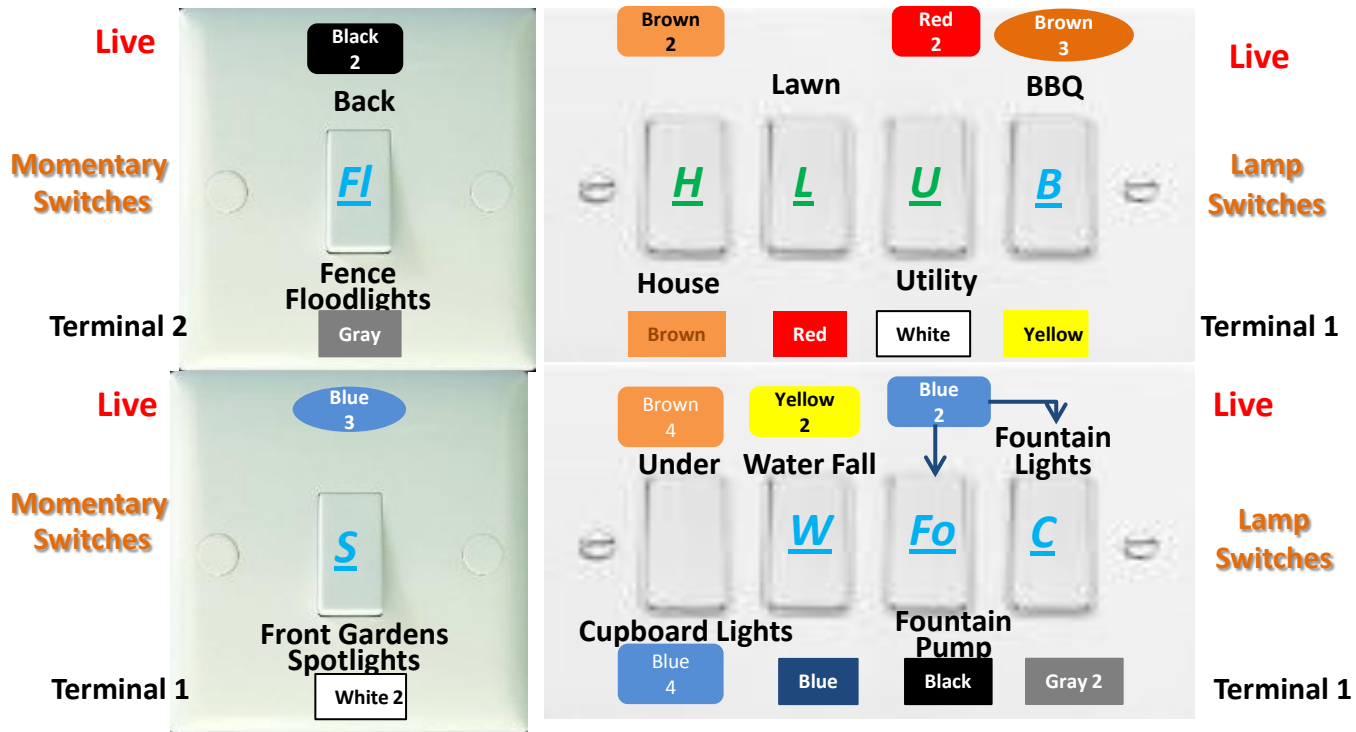 Live
Black
2
Back
Momentary
Switches
Fl
Fence
Floodlights
Terminal 2
Gray
Brown
2
Red
2
Brown
3
Live
Lawn
BBQ
H
L
U
B
Lamp
Switches
House
Utility
Brown
Red
White
Yellow
Terminal 1
Live
Blue
3
Momentary
Switches
S
Front Gardens
Spotlights
Terminal 1
White 2
Brown
4
Yellow
2
Blue
2
Live
Under
Water Fall
Fountain
Lights
W
Fo
C
Lamp
Switches
Cupboard Lights
Fountain
Pump
Blue
4
Blue
Black
Gray 2
Terminal 1